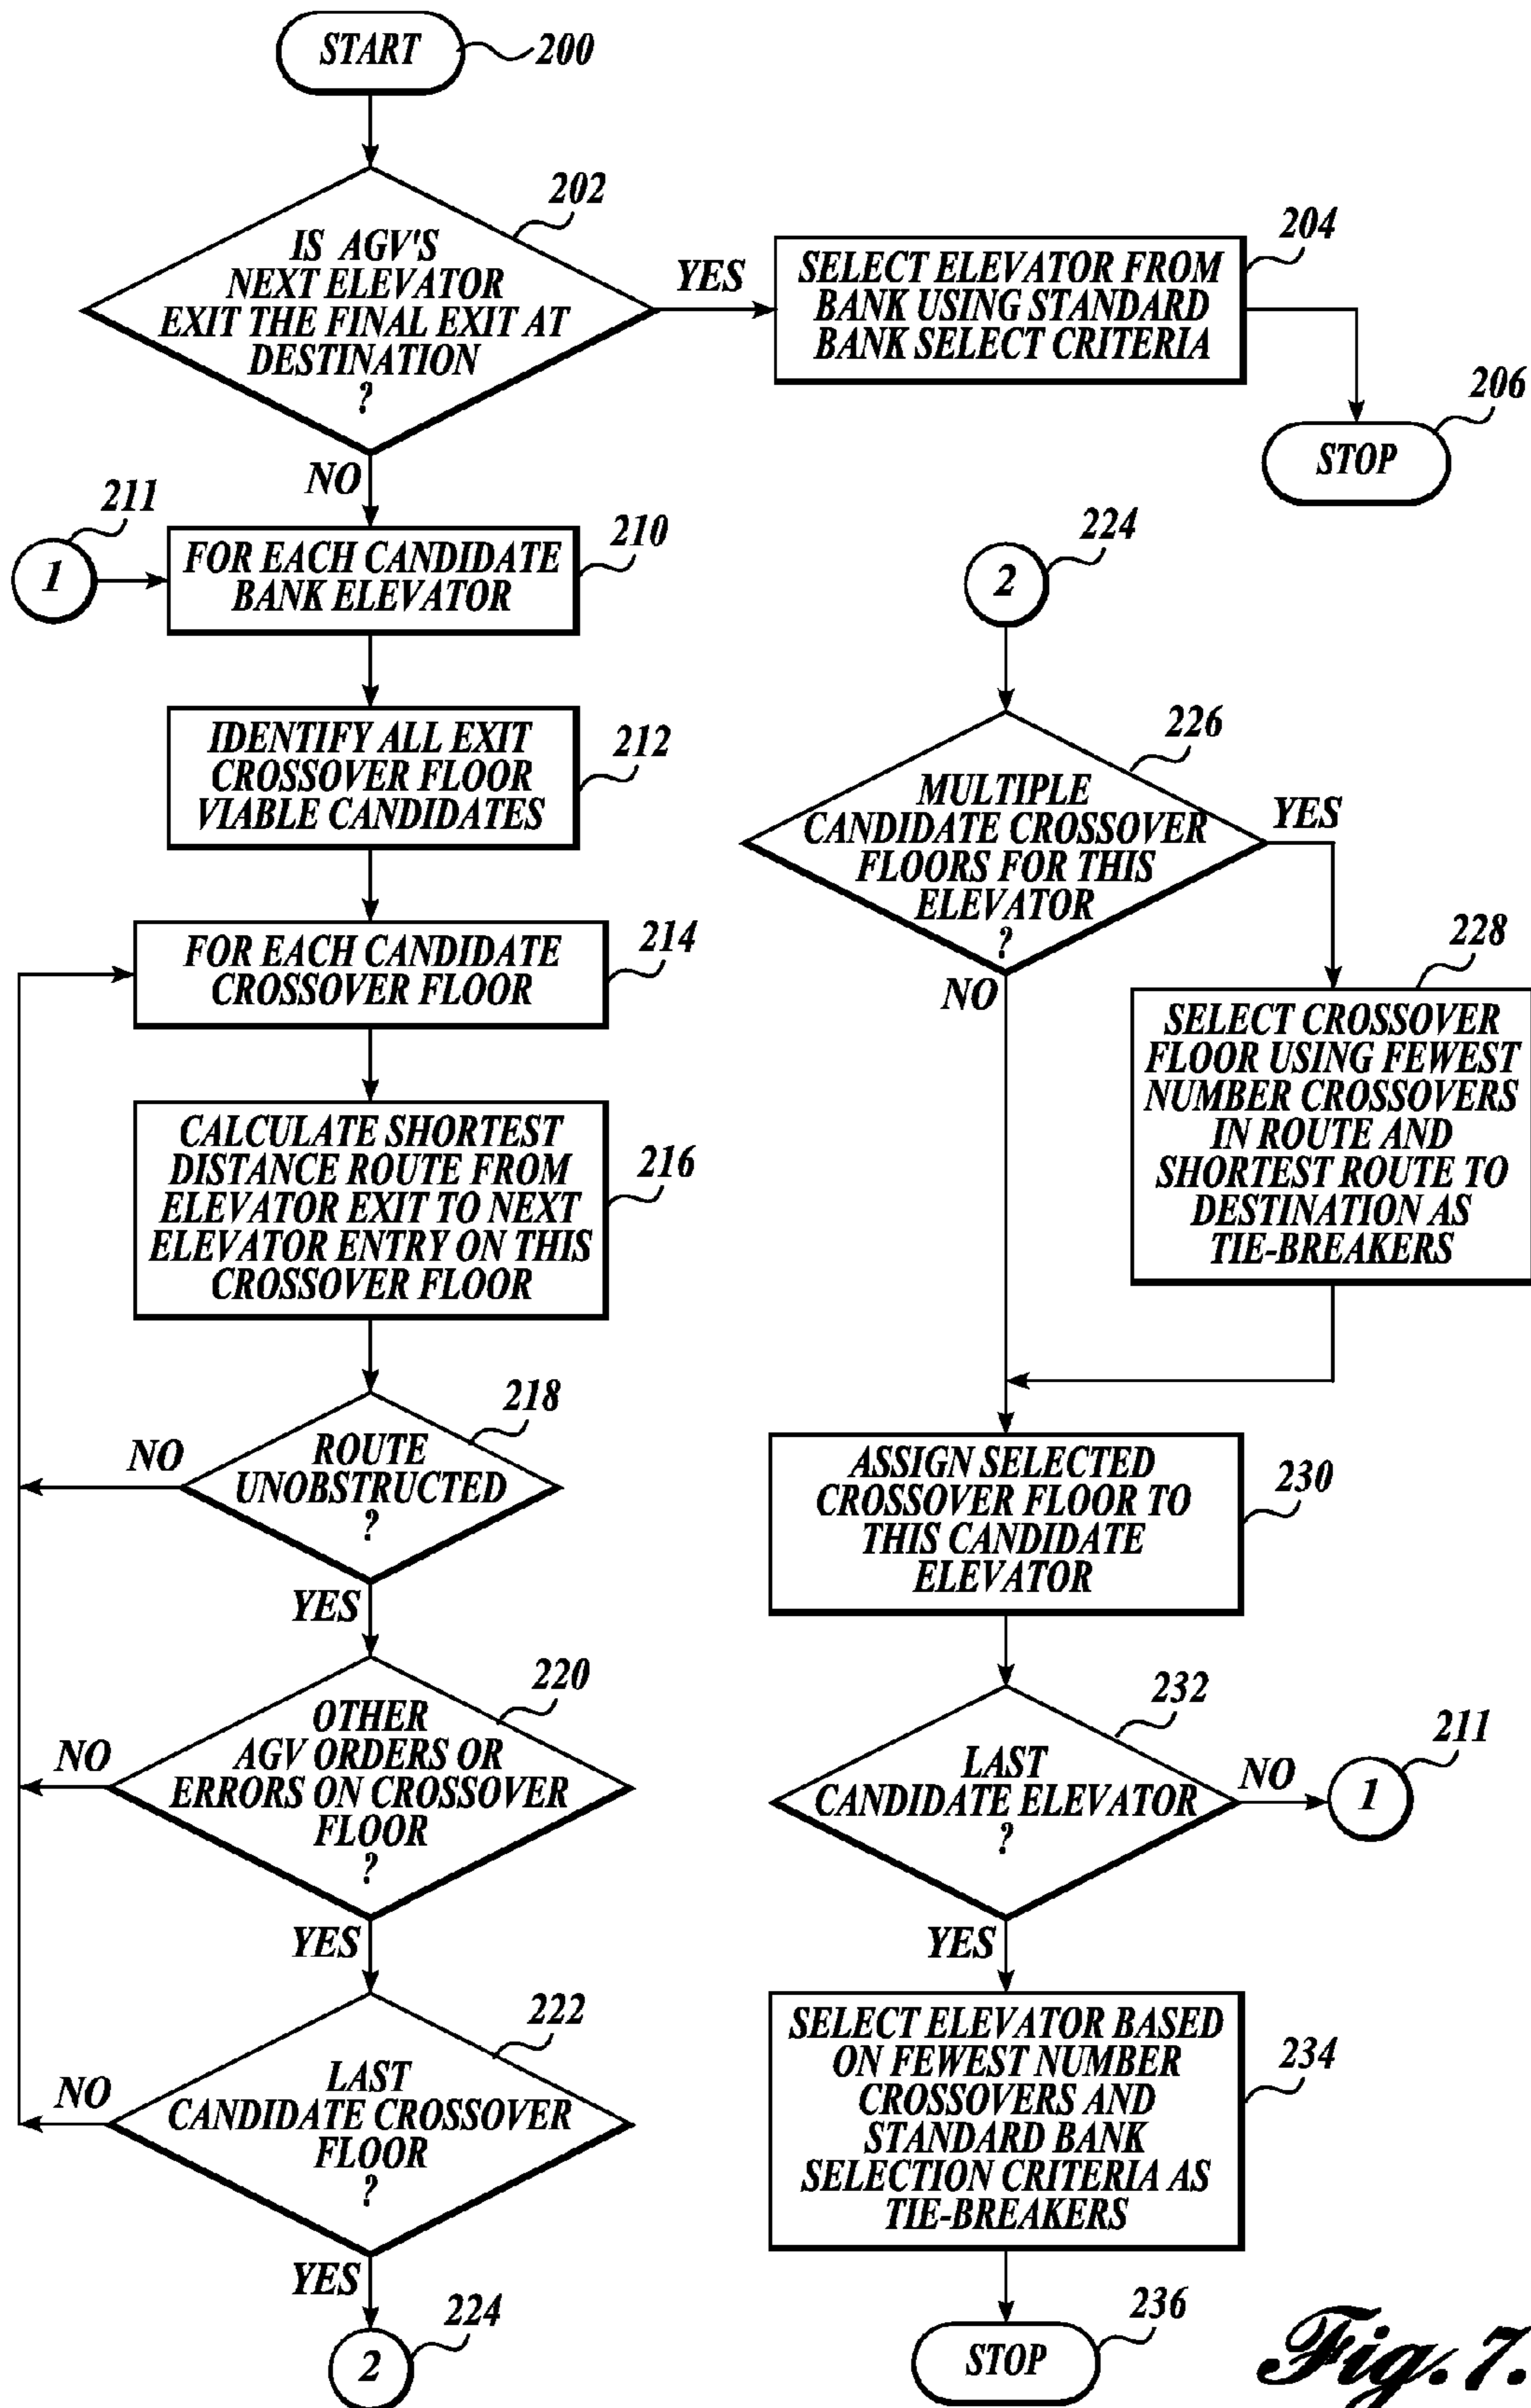 START
200
202
IS AGV'S
NEXT ELEVATOR
EXIT THE FINAL EXIT AT
DESTINATION
?
YES
204
SELECT ELEVATOR FROM
BANK USING STANDARD
BANK SELECT CRITERIA
206
STOP
NO
211
1
210
FOR EACH CANDIDATE
BANK ELEVATOR
212
IDENTIFY ALL EXIT
CROSSOVER FLOOR
VIABLE CANDIDATES
214
FOR EACH CANDIDATE
CROSSOVER FLOOR
216
CALCULATE SHORTEST
DISTANCE ROUTE FROM
ELEVATOR EXIT TO NEXT
ELEVATOR ENTRY ON THIS
CROSSOVER FLOOR
218
ROUTE
UNOBSTRUCTED
?
NO
YES
220
OTHER
AGV ORDERS OR
ERRORS ON CROSSOVER
FLOOR
?
NO
YES
222
LAST
CANDIDATE CROSSOVER
FLOOR
?
NO
YES
224
2
224
2
226
MULTIPLE
CANDIDATE CROSSOVER
FLOORS FOR THIS
ELEVATOR
?
YES
NO
228
SELECT CROSSOVER
FLOOR USING FEWEST
NUMBER CROSSOVERS
IN ROUTE AND
SHORTEST ROUTE TO
DESTINATION AS
TIE-BREAKERS
230
ASSIGN SELECTED
CROSSOVER FLOOR TO
THIS CANDIDATE
ELEVATOR
232
LAST
CANDIDATE ELEVATOR
?
NO
211
1
YES
234
SELECT ELEVATOR BASED
ON FEWEST NUMBER
CROSSOVERS AND
STANDARD BANK
SELECTION CRITERIA AS
TIE-BREAKERS
236
STOP
Fig. 7.